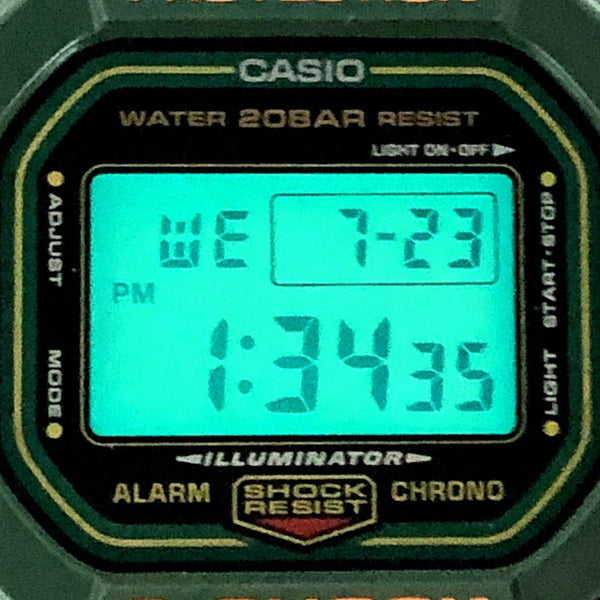 CASIO
WATER 20BAR RESIST
LIGHT ON·OFF
ADJUST
START·STOP
WE 7-23
PM
1:34 35
MODE
LIGHT
ILLUMINATOR
ALARM SHOCK RESIST CHRONO